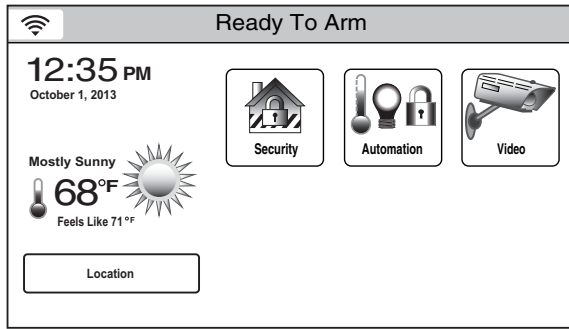 Ready To Arm
12:35 PM
October 1, 2013
Mostly Sunny
68°F
Feels Like 71°F
Location
Security
Automation
Video